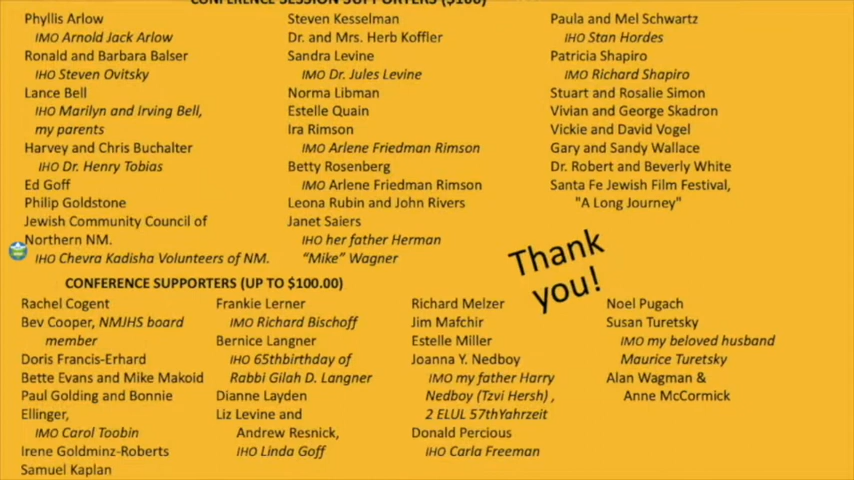 CONFERENCE SESSION SUPPORTERS ($100)
Phyllis Arlow
IMO Arnold Jack Arlow
Ronald and Barbara Balser
IHO Steven Ovitsky
Lance Bell
IHO Marilyn and Irving Bell,
my parents
Harvey and Chris Buchalter
IHO Dr. Henry Tobias
Ed Goff
Philip Goldstone
Jewish Community Council of
Northern NM.
IHO Chevra Kadisha Volunteers of NM.
Steven Kesselman
Dr. and Mrs. Herb Koffler
Sandra Levine
IMO Dr. Jules Levine
Norma Libman
Estelle Quain
Ira Rimson
IMO Arlene Friedman Rimson
Betty Rosenberg
IMO Arlene Friedman Rimson
Leona Rubin and John Rivers
Janet Saiers
IHO her father Herman
“Mike” Wagner
Paula and Mel Schwartz
IHO Stan Hordes
Patricia Shapiro
IMO Richard Shapiro
Stuart and Rosalie Simon
Vivian and George Skadron
Vickie and David Vogel
Gary and Sandy Wallace
Dr. Robert and Beverly White
Santa Fe Jewish Film Festival,
"A Long Journey"
Thank
you!
CONFERENCE SUPPORTERS (UP TO $100.00)
Rachel Cogent
Bev Cooper, NMJHS board
member
Doris Francis-Erhard
Bette Evans and Mike Makoid
Paul Golding and Bonnie
Ellinger,
IMO Carol Toobin
Irene Goldminz-Roberts
Samuel Kaplan
Frankie Lerner
IMO Richard Bischoff
Bernice Langner
IHO 65thbirthday of
Rabbi Gilah D. Langner
Dianne Layden
Liz Levine and
Andrew Resnick,
IHO Linda Goff
Richard Melzer
Jim Mafchir
Estelle Miller
Joanna Y. Nedboy
IMO my father Harry
Nedboy (Tzvi Hersh) ,
2 ELUL 57thYahrzeit
Donald Percious
IHO Carla Freeman
Noel Pugach
Susan Turetsky
IMO my beloved husband
Maurice Turetsky
Alan Wagman &
Anne McCormick